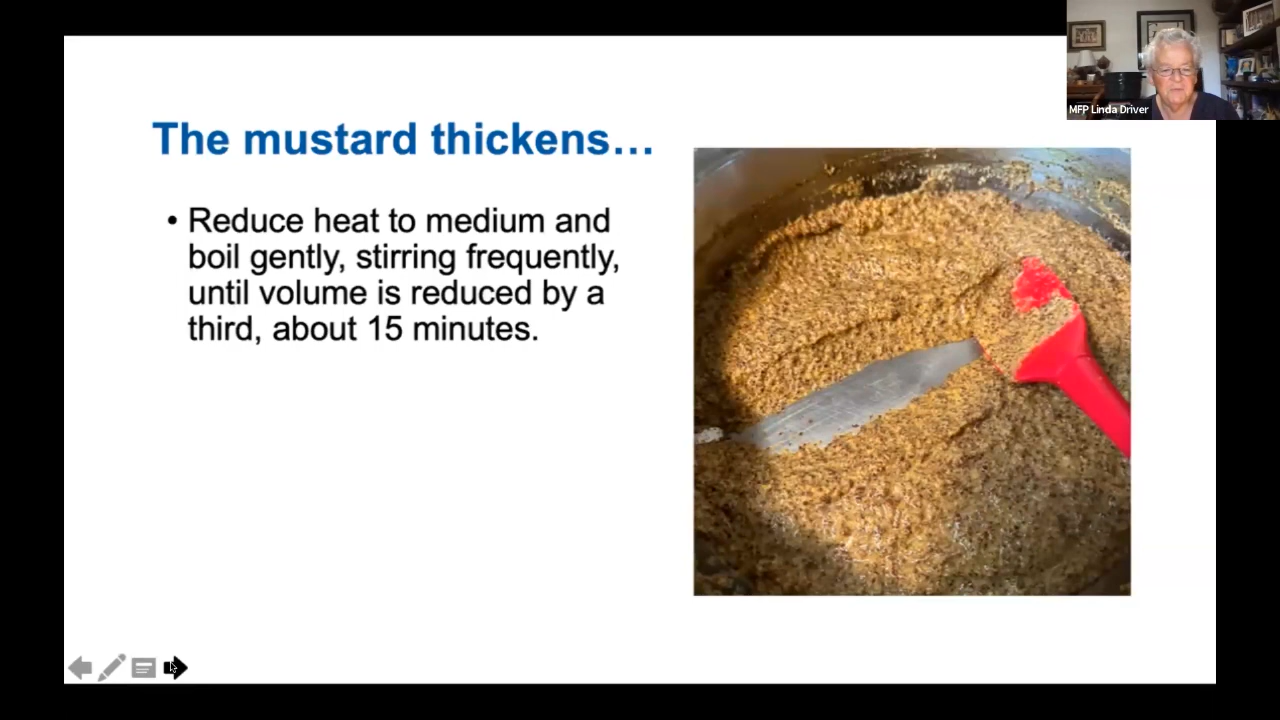 MFP Linda Driver
The mustard thickens…
• Reduce heat to medium and
boil gently, stirring frequently,
until volume is reduced by a
third, about 15 minutes.